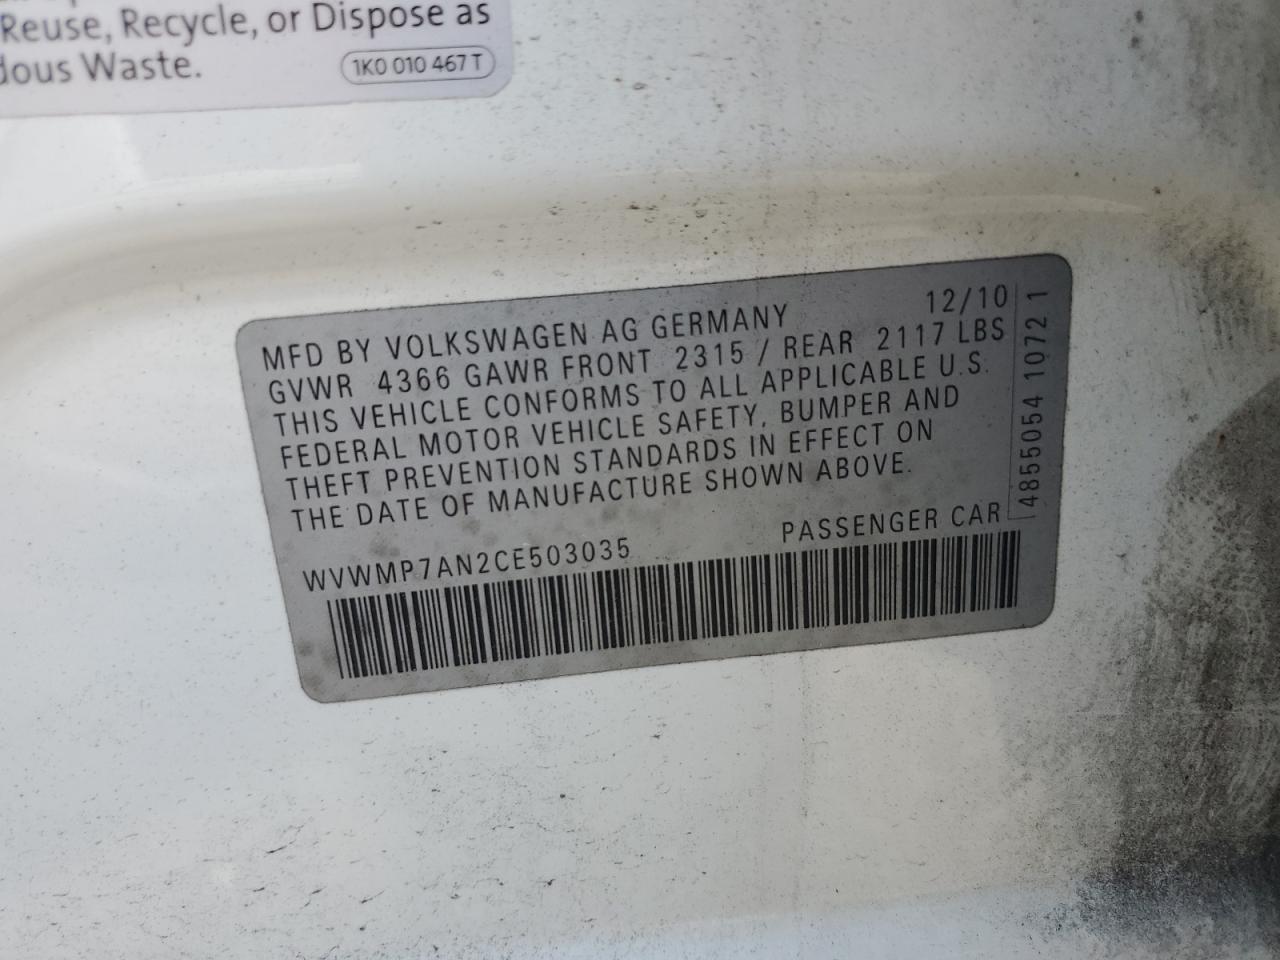 Reuse, Recycle, or Dispose as
dous Waste.
1K0 010 467 T
MFD BY VOLKSWAGEN AG GERMANY 12/10
GVWR 4366 GAWR FRONT 2315 / REAR 2117 LBS
THIS VEHICLE CONFORMS TO ALL APPLICABLE U.S.
FEDERAL MOTOR VEHICLE SAFETY, BUMPER AND
THEFT PREVENTION STANDARDS IN EFFECT ON
THE DATE OF MANUFACTURE SHOWN ABOVE.
WVWMP7AN2CE503035 PASSENGER CAR
4855054 1072 1